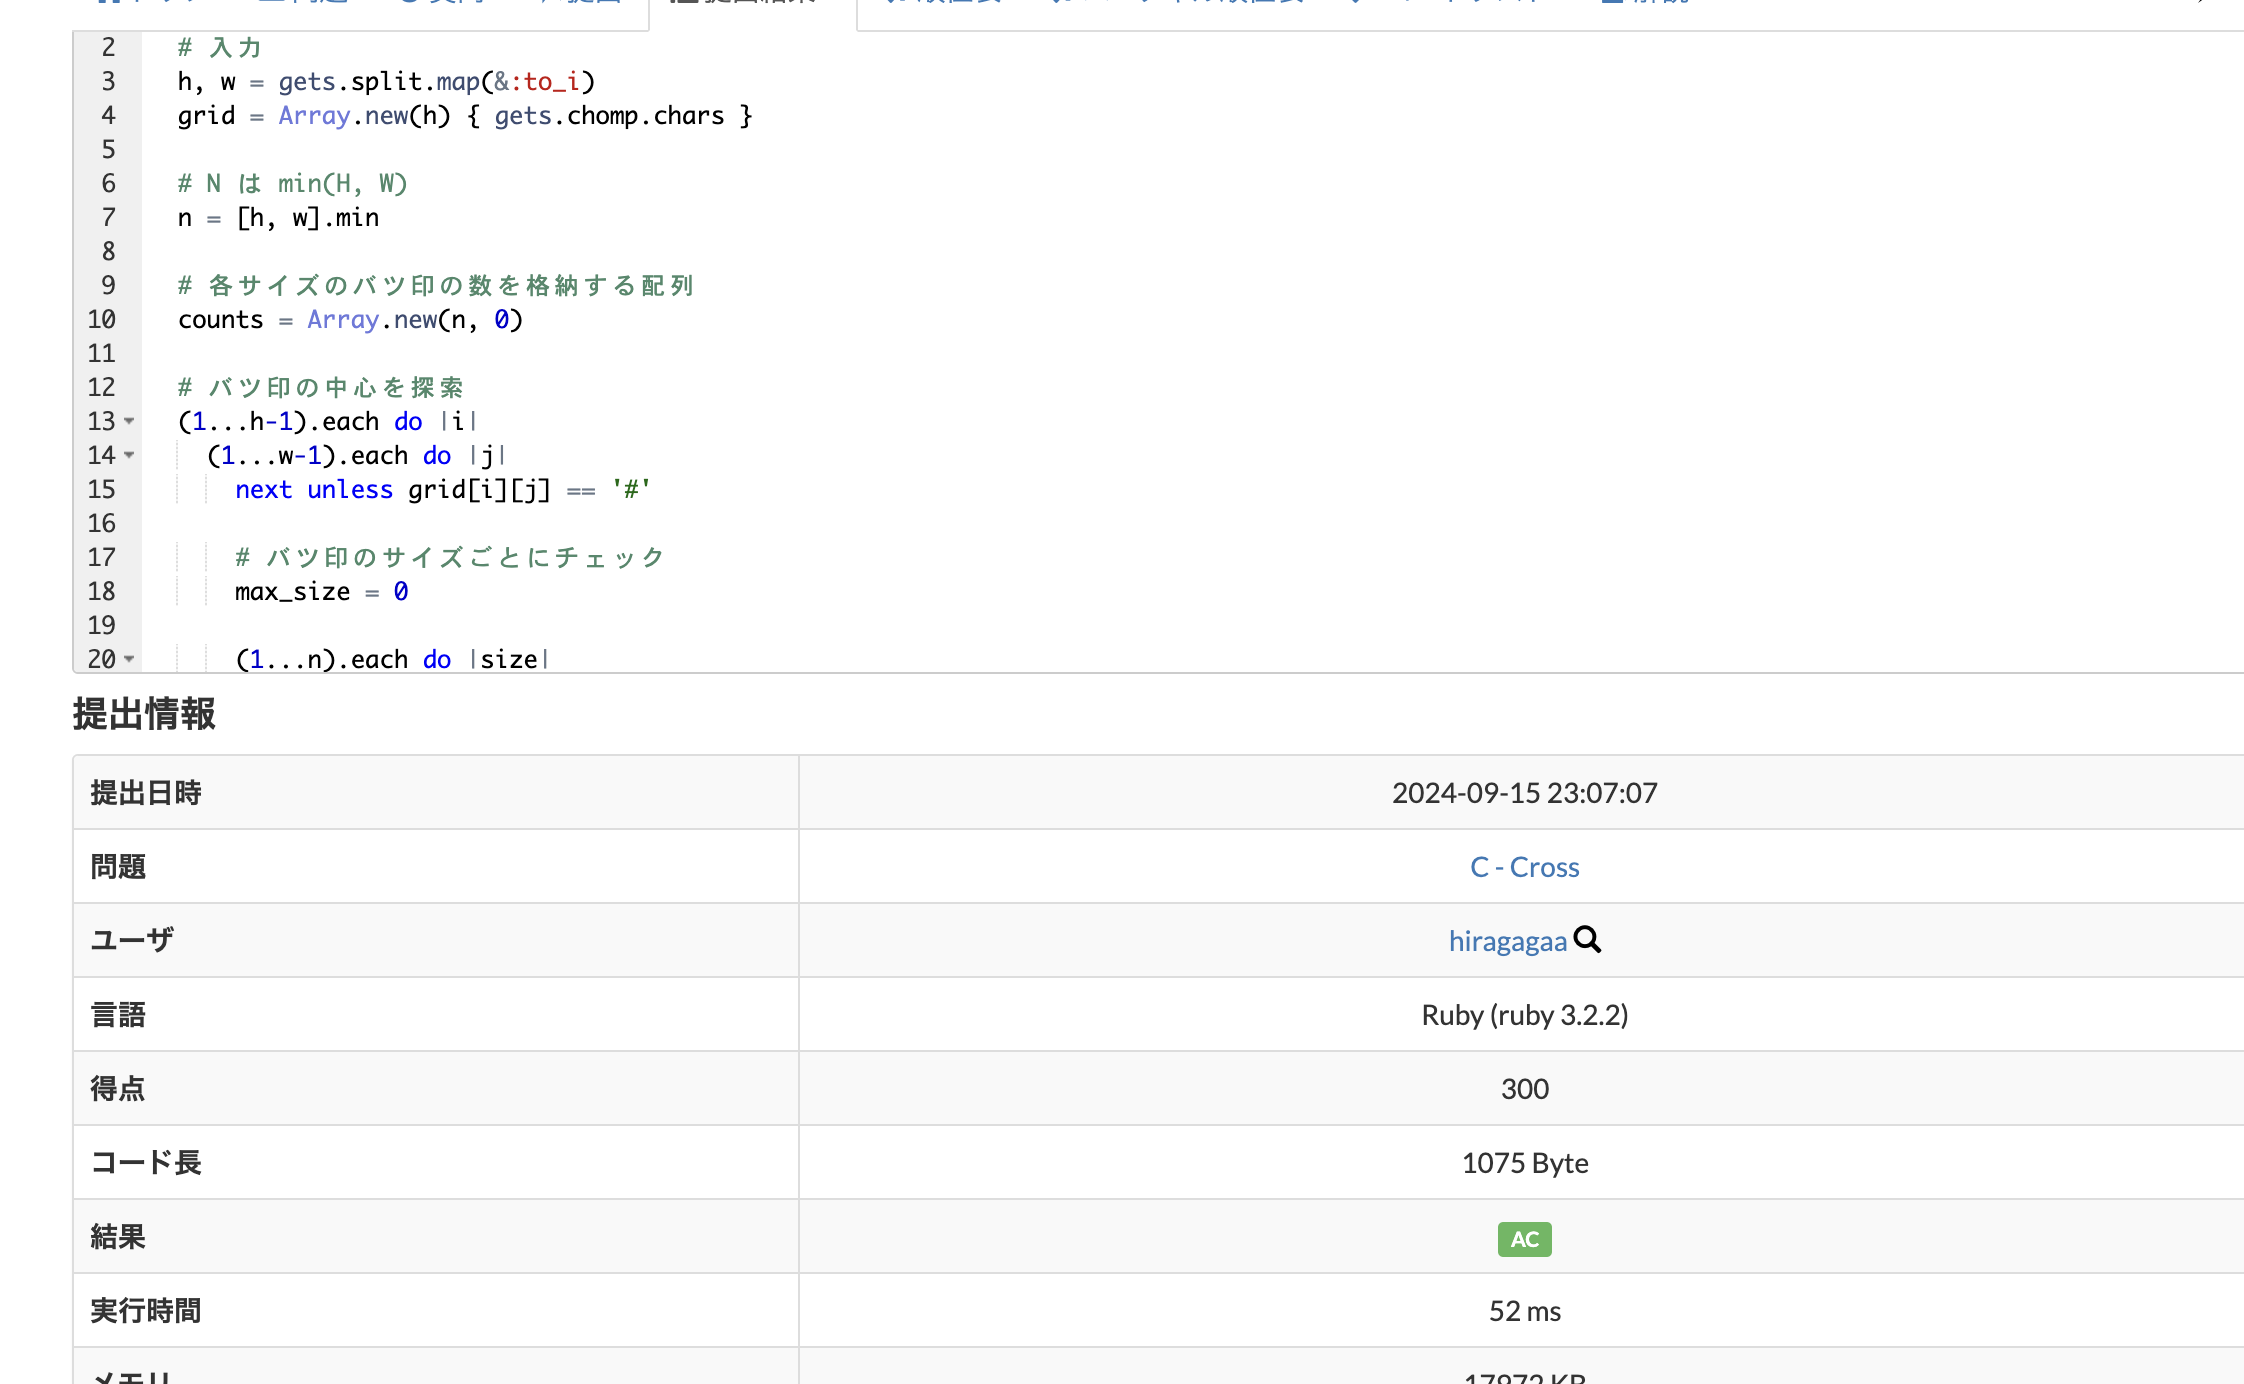 2 # 入力
3 h, w = gets.split.map(&:to_i)
4 grid = Array.new(h) { gets.chomp.chars }
5
6 # N は min(H, W)
7 n = [h, w].min
8
9 # 各サイズのバツ印の数を格納する配列
10 counts = Array.new(n, 0)
11
12 # バツ印の中心を探索
13 (1...h-1).each do |i|
14 (1...w-1).each do |j|
15 next unless grid[i][j] == '#'
16
17 # バツ印のサイズごとにチェック
18 max_size = 0
19
20 (1...n).each do |size|
提出情報
提出日時 2024-09-15 23:07:07
問題 C - Cross
ユーザ hiragagaa
言語 Ruby (ruby 3.2.2)
得点 300
コード長 1075 Byte
結果 AC
実行時間 52 ms
メモリ 17972 KB